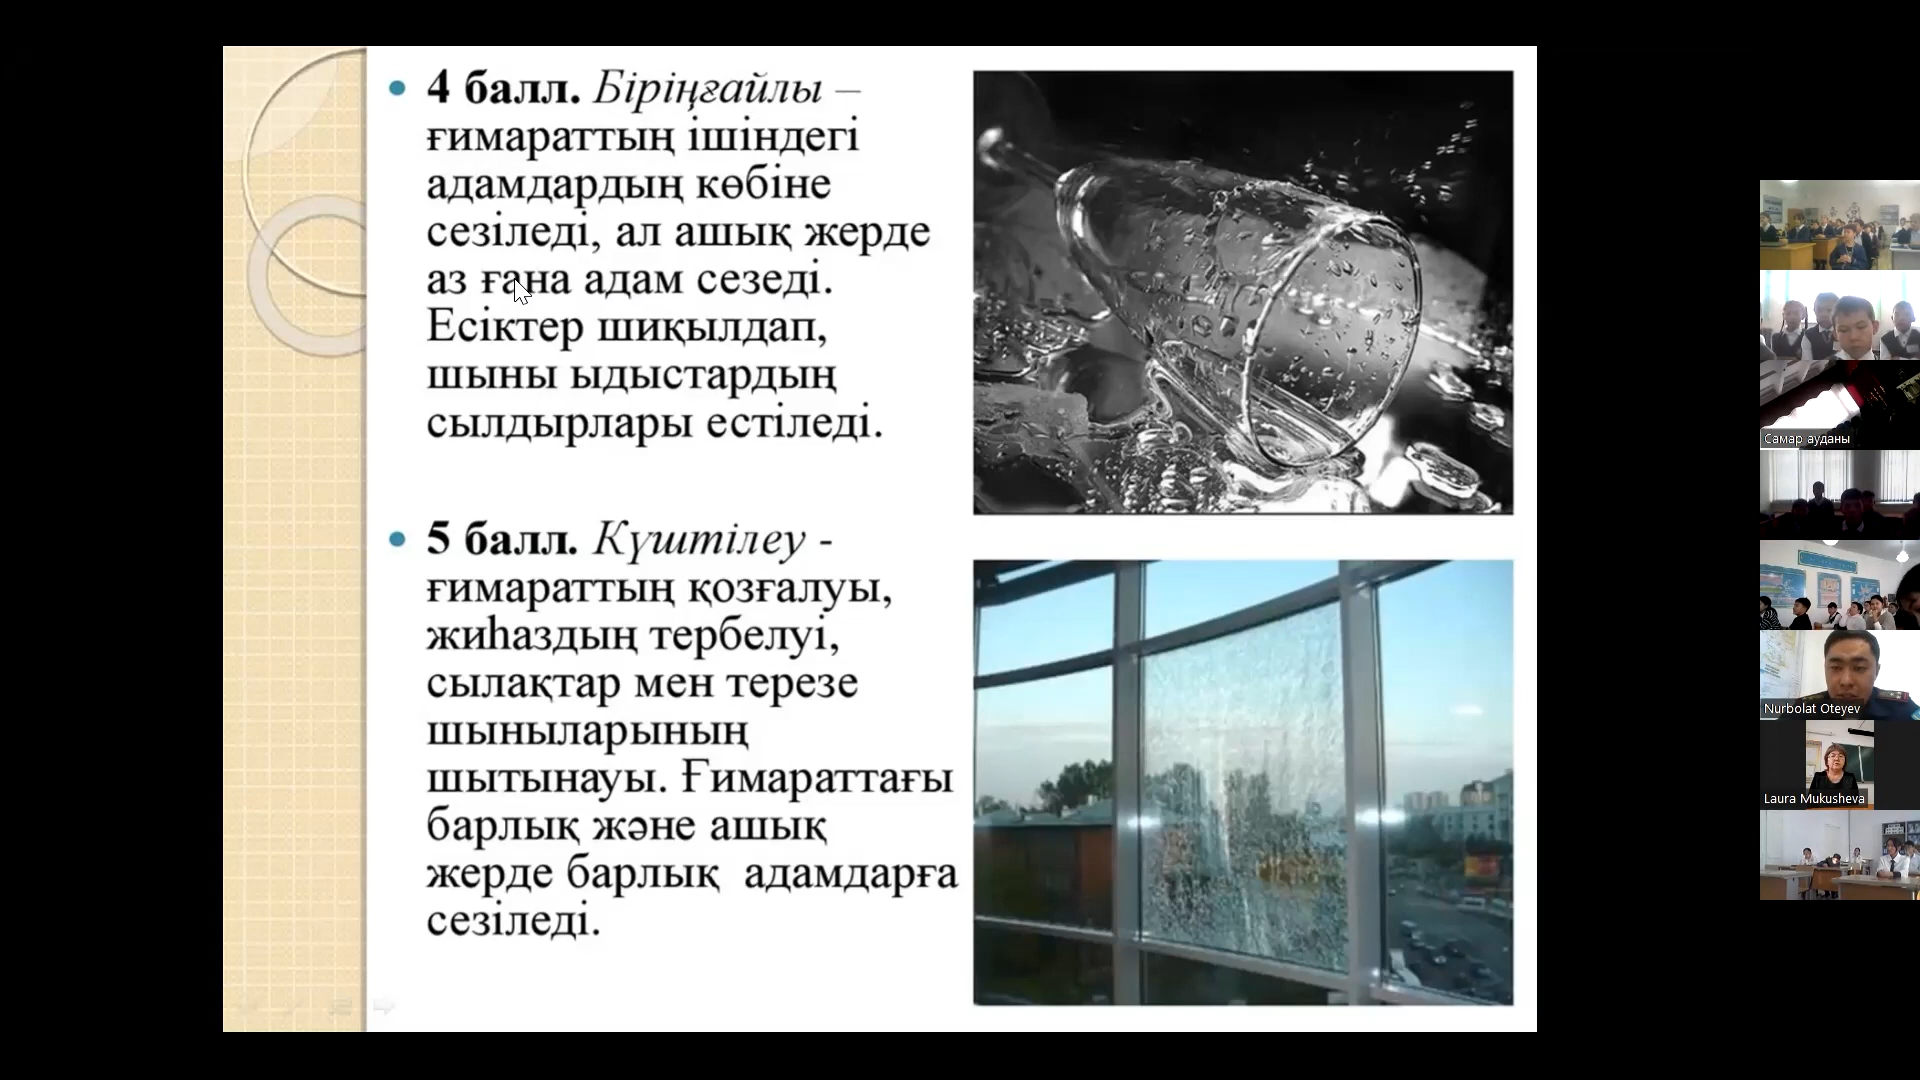 4 балл. Біріңғайлы –
ғимараттың ішіндегі
адамдардың көбіне
сезіледі, ал ашық жерде
аз ғана адам сезеді.
Есіктер шиқылдап,
шыны ыдыстардың
сылдырлары естіледі.
5 балл. Күштілеу -
ғимараттың қозғалуы,
жиһаздың тербелуі,
сылақтар мен терезе
шыныларының
шытынауы. Ғимараттағы
барлық және ашық
жерде барлық адамдарға
сезіледі.
Самар ауданы
Nurbolat Oteyev
Laura Mukusheva